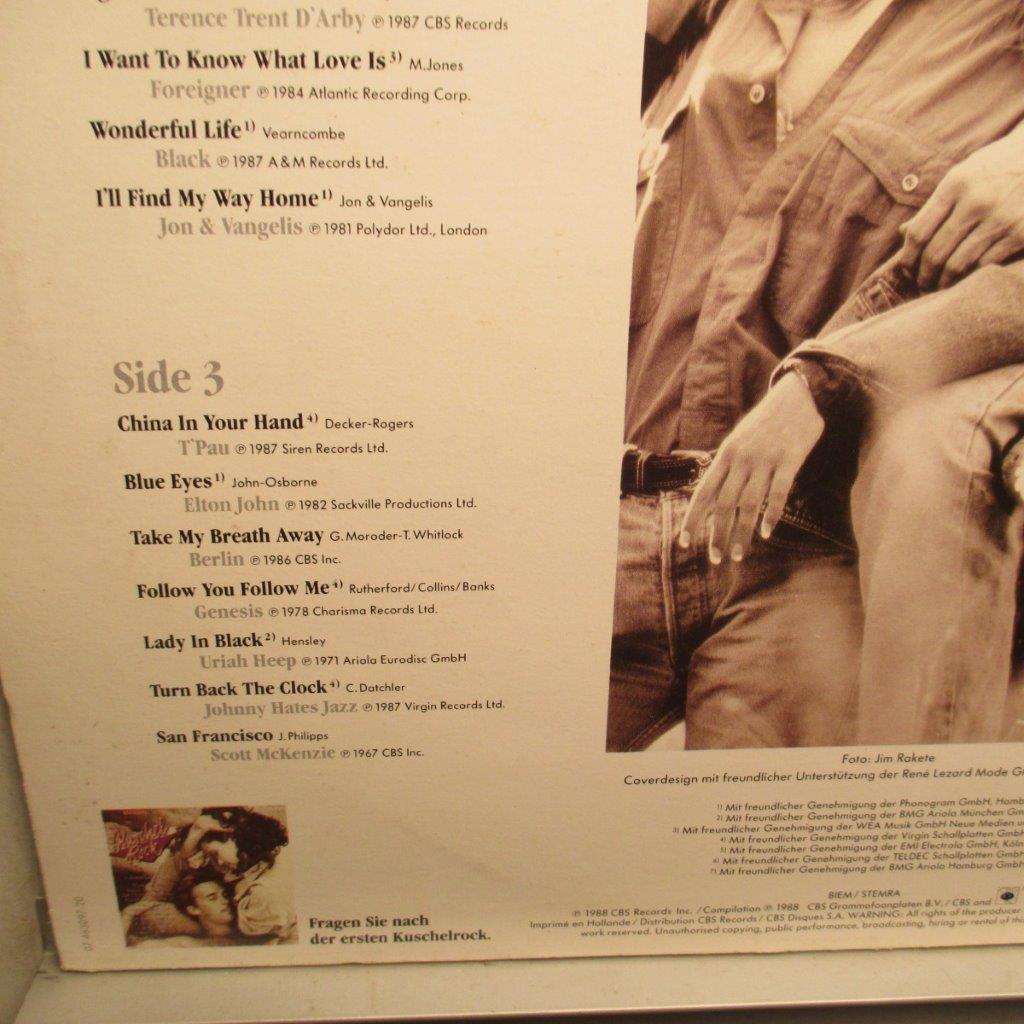 Terence Trent D'Arby ℗ 1987 CBS Records
I Want To Know What Love Is ³⁾ M.Jones
Foreigner ℗ 1984 Atlantic Recording Corp.
Wonderful Life ¹⁾ Vearncombe
Black ℗ 1987 A & M Records Ltd.
I'll Find My Way Home ¹⁾ Jon & Vangelis
Jon & Vangelis ℗ 1981 Polydor Ltd., London
Side 3
China In Your Hand ⁴⁾ Decker-Rogers
T'Pau ℗ 1987 Siren Records Ltd.
Blue Eyes ¹⁾ John-Osborne
Elton John ℗ 1982 Sackville Productions Ltd.
Take My Breath Away G. Moroder-T. Whitlock
Berlin ℗ 1986 CBS Inc.
Follow You Follow Me ⁴⁾ Rutherford/Collins/Banks
Genesis ℗ 1978 Charisma Records Ltd.
Lady In Black ²⁾ Hensley
Uriah Heep ℗ 1971 Ariola Eurodisc GmbH
Turn Back The Clock ⁴⁾ C. Datchler
Johnny Hates Jazz ℗ 1987 Virgin Records Ltd.
San Francisco J. Philipps
Scott McKenzie ℗ 1967 CBS Inc.
Fragen Sie nach
der ersten Kuschelrock.
Foto: Jim Rakete
Coverdesign mit freundlicher Unterstützung der René Lezard Mode
¹⁾ Mit freundlicher Genehmigung der Phonogram GmbH,
²⁾ Mit freundlicher Genehmigung der BMG Ariola München
³⁾ Mit freundlicher Genehmigung der WEA Musik GmbH Neue Medien
⁴⁾ Mit freundlicher Genehmigung der Virgin Schallplatten
⁵⁾ Mit freundlicher Genehmigung der EMI Electrola GmbH, Köln
⁶⁾ Mit freundlicher Genehmigung der TELDEC Schallplatten
⁷⁾ Mit freundlicher Genehmigung der BMG Ariola Hamburg
BIEM / STEMRA
℗ 1988 CBS Records Inc. / Compilation ℗ 1988 CBS Grammofoonplaten B.V. / CBS and
Imprimé en Hollande / Distribution CBS Records / CBS Disques S.A. WARNING: All rights of the producer
work reserved. Unauthorised copying, public performance, broadcasting, hiring or rental of